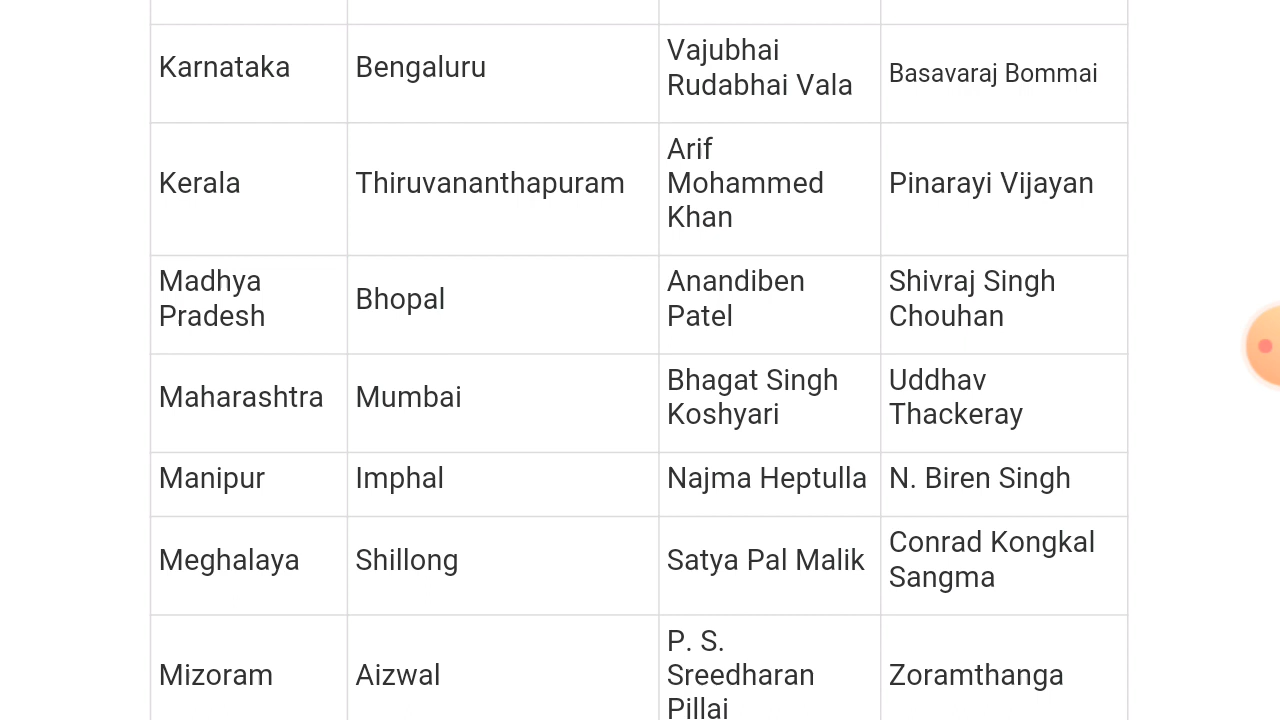 Karnataka
Bengaluru
Vajubhai
Rudabhai Vala
Basavaraj Bommai
Kerala
Thiruvananthapuram
Arif
Mohammed
Khan
Pinarayi Vijayan
Madhya
Pradesh
Bhopal
Anandiben
Patel
Shivraj Singh
Chouhan
Maharashtra
Mumbai
Bhagat Singh
Koshyari
Uddhav
Thackeray
Manipur
Imphal
Najma Heptulla
N. Biren Singh
Meghalaya
Shillong
Satya Pal Malik
Conrad Kongkal
Sangma
Mizoram
Aizwal
P. S.
Sreedharan
Pillai
Zoramthanga